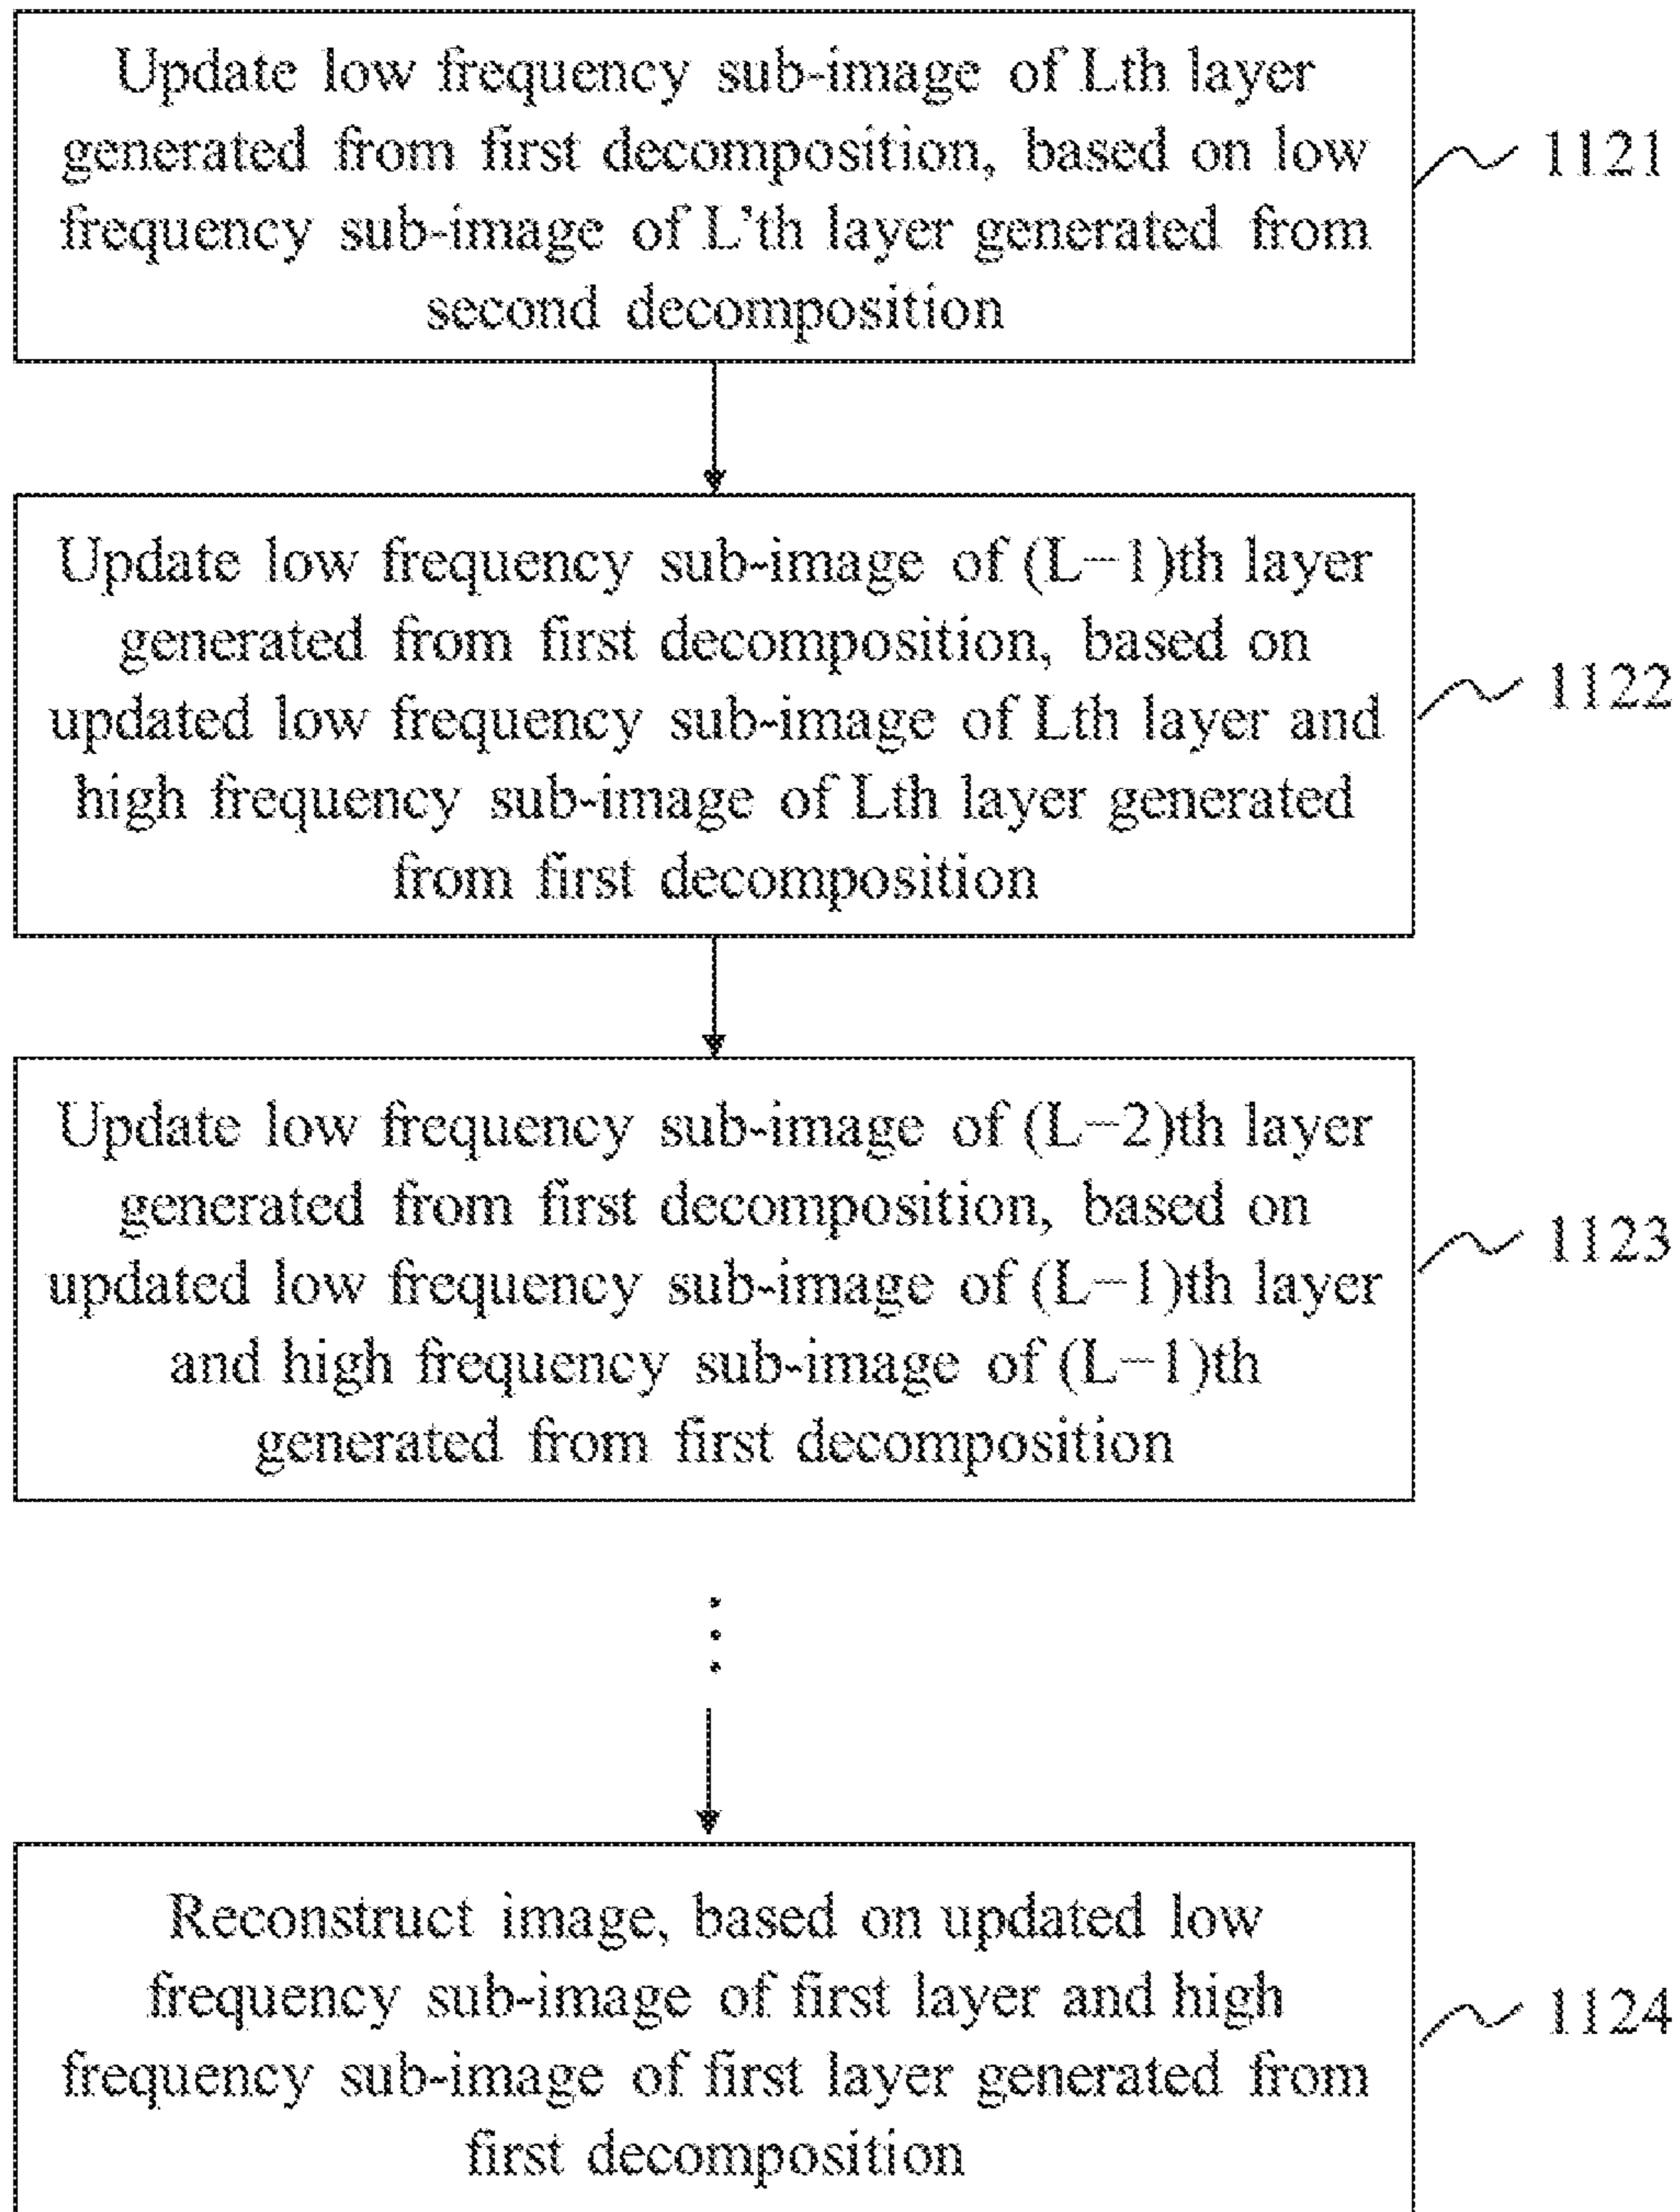 Update low frequency sub-image of Lth layer
generated from first decomposition, based on low
frequency sub-image of L'th layer generated from
second decomposition
1121
Update low frequency sub-image of (L-1)th layer
generated from first decomposition, based on
updated low frequency sub-image of Lth layer and
high frequency sub-image of Lth layer generated
from first decomposition
1122
Update low frequency sub-image of (L-2)th layer
generated from first decomposition, based on
updated low frequency sub-image of (L-1)th layer
and high frequency sub-image of (L-1)th
generated from first decomposition
1123
Reconstruct image, based on updated low
frequency sub-image of first layer and high
frequency sub-image of first layer generated from
first decomposition
1124